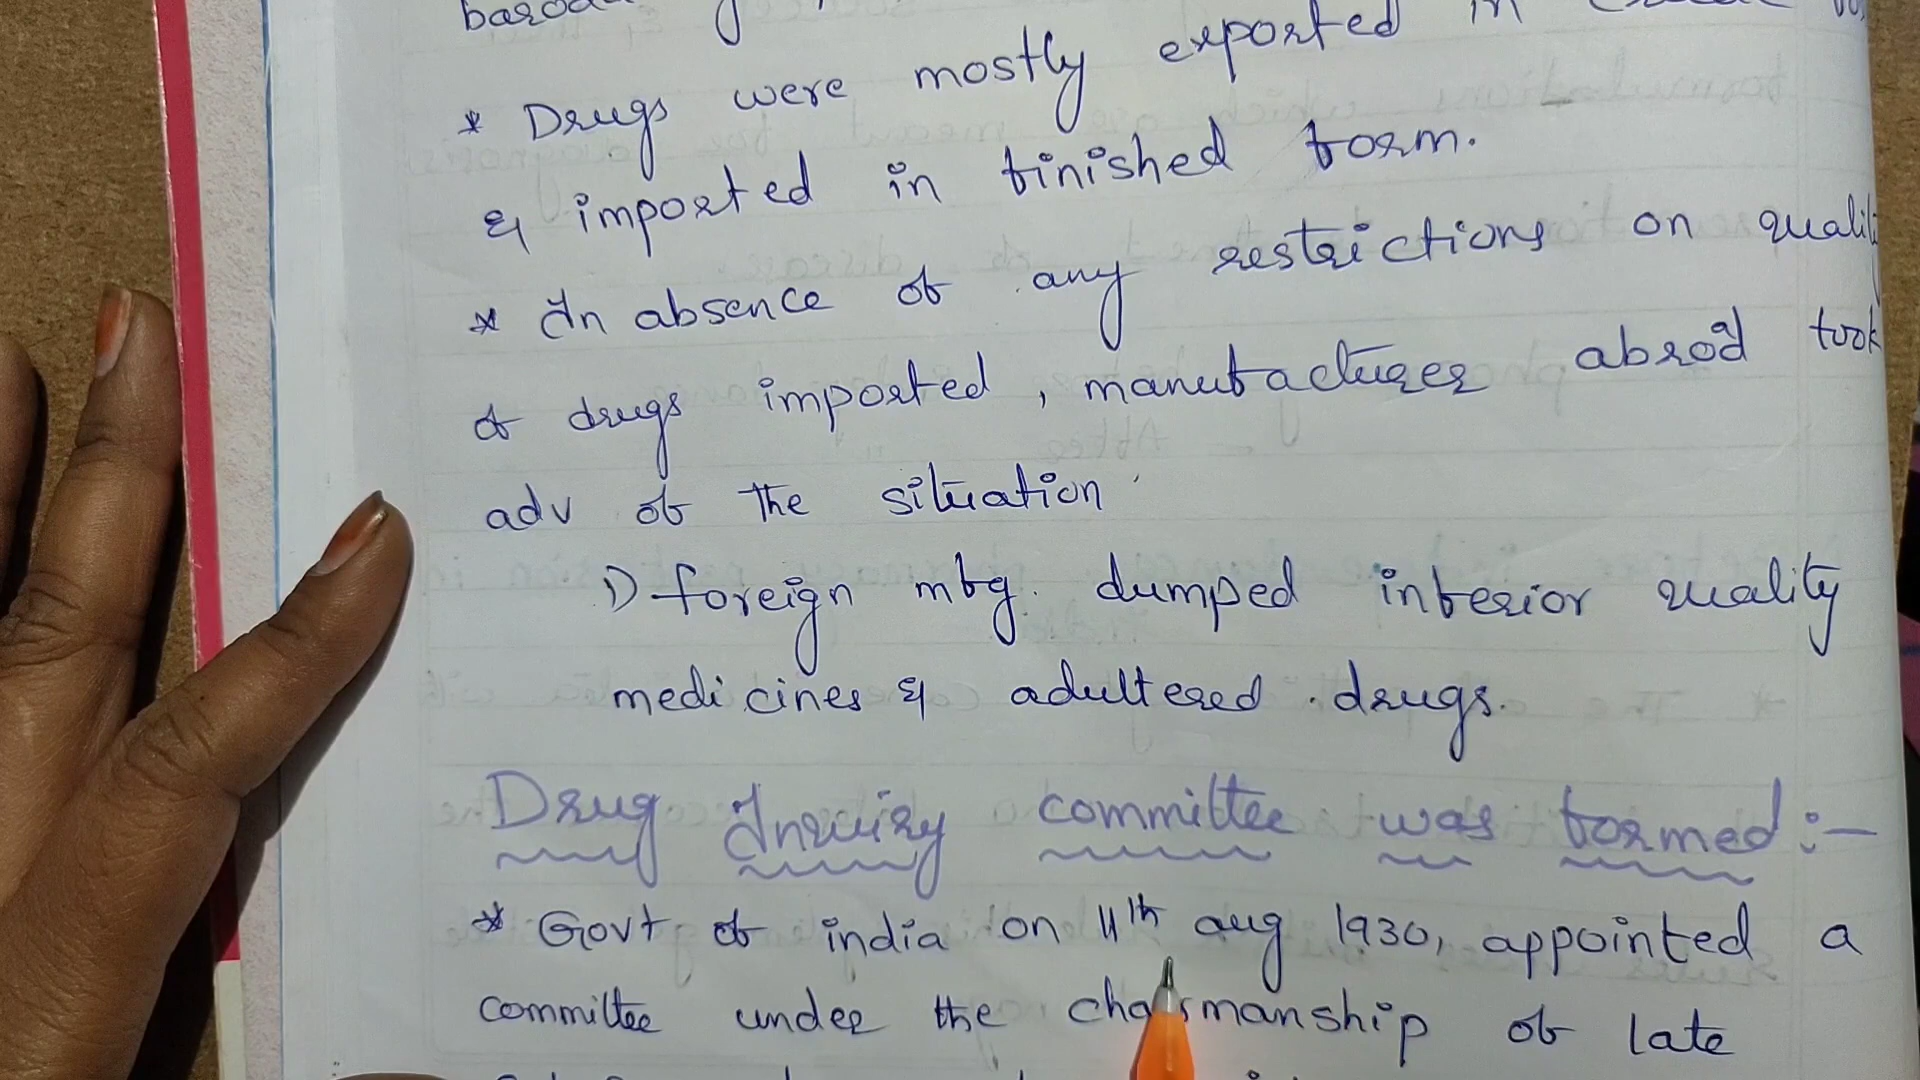 * Drugs were mostly exported in
& imported in finished form.
* In absence of any restrictions on quality
of drugs imported, manufacturer abroad took
adv of the situation
1) foreign mfg. dumped inferior quality
medicines & adultered drugs.
Drug Inquiry committee was formed :-
* Govt of india on 11th aug 1930, appointed a
committee under the chairmanship of late